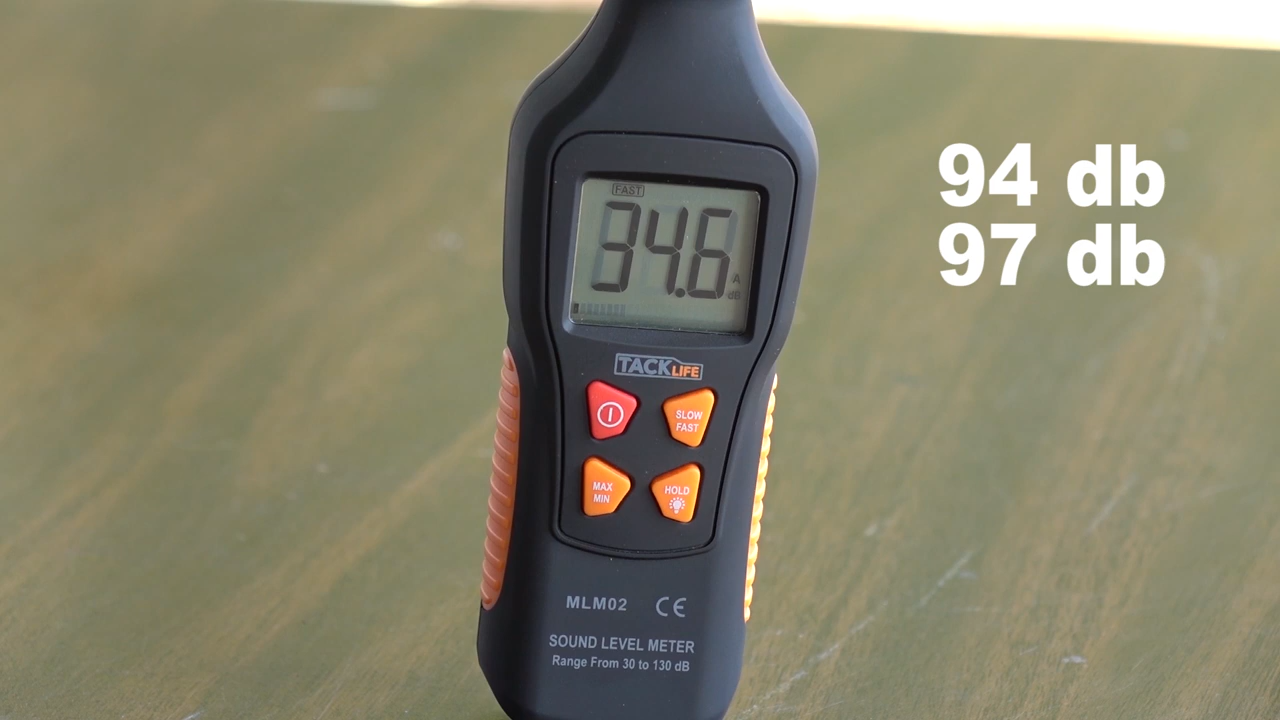 FAST
34.6
A
dB
TACKLIFE
SLOW
FAST
MAX
MIN
HOLD
MLM02 CE
SOUND LEVEL METER
Range From 30 to 130 dB
94 db
97 db